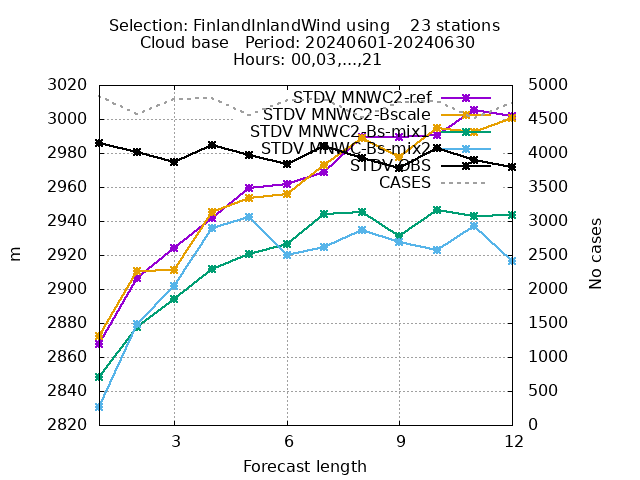 Selection: FinlandInlandWind using    23 stations
Cloud base   Period: 20240601-20240630
Hours: 00,03,...,21
STDV MNWC2-ref
STDV MNWC2-Bscale
STDV MNWC2-Bs-mix1
STDV MNWC-Bs-mix2
STDV OBS
CASES
3020
3000
2980
2960
2940
2920
2900
2880
2860
2840
2820
5000
4500
4000
3500
3000
2500
2000
1500
1000
500
0
m
No cases
3
6
9
12
Forecast length